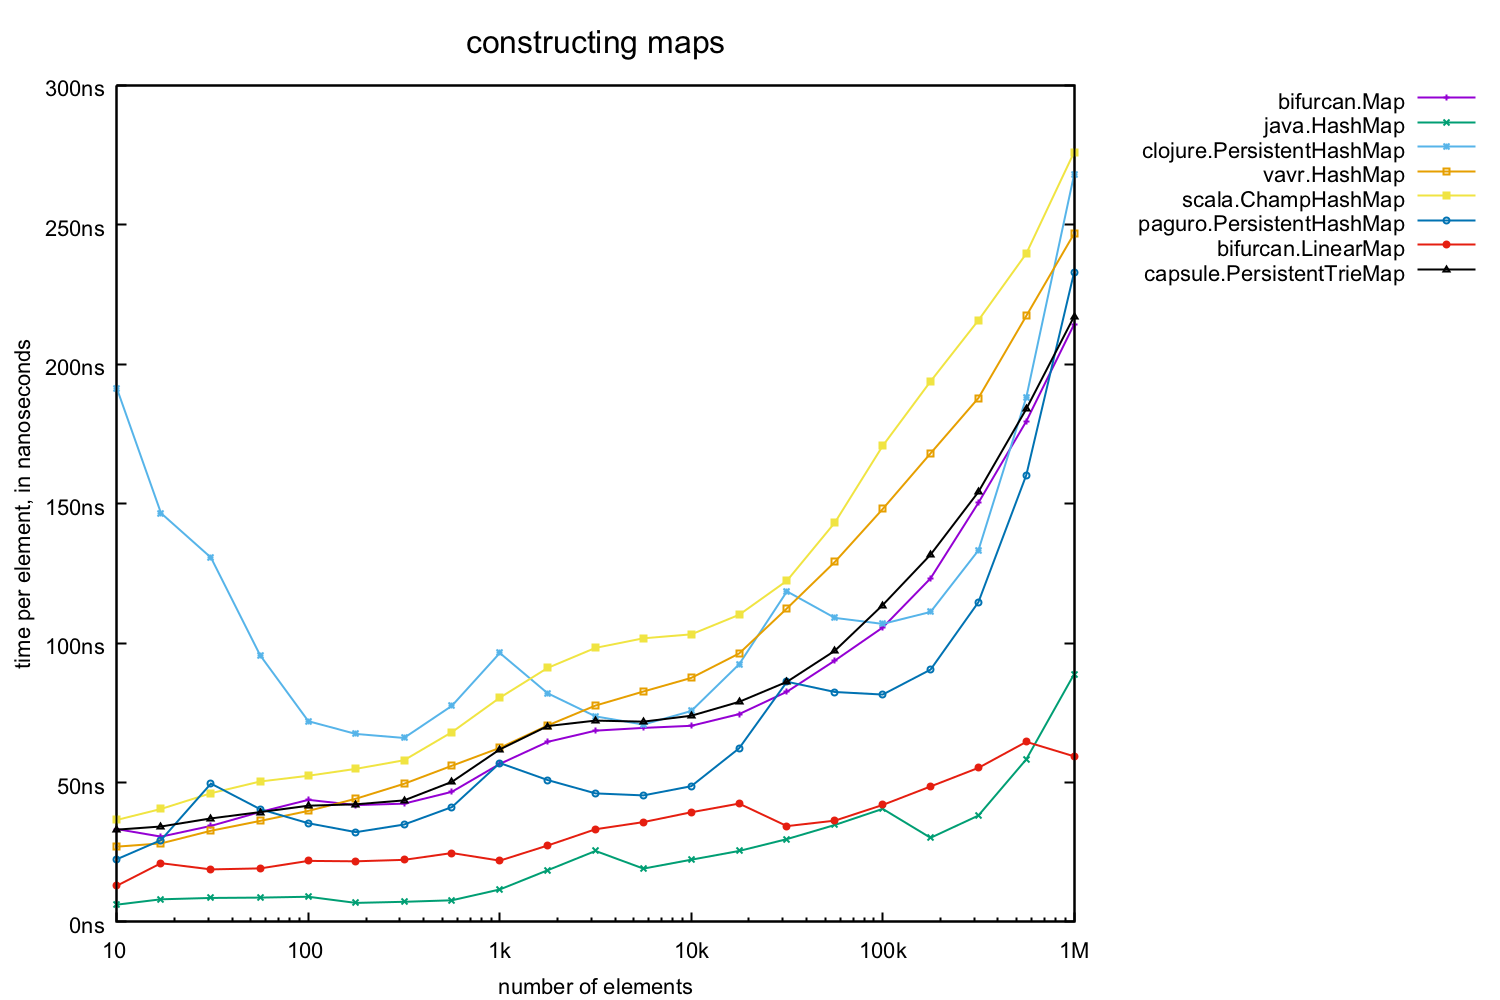 constructing maps
300ns
250ns
200ns
150ns
100ns
50ns
0ns
time per element, in nanoseconds
10 100 1k 10k 100k 1M
number of elements
bifurcan.Map
java.HashMap
clojure.PersistentHashMap
vavr.HashMap
scala.ChampHashMap
paguro.PersistentHashMap
bifurcan.LinearMap
capsule.PersistentTrieMap